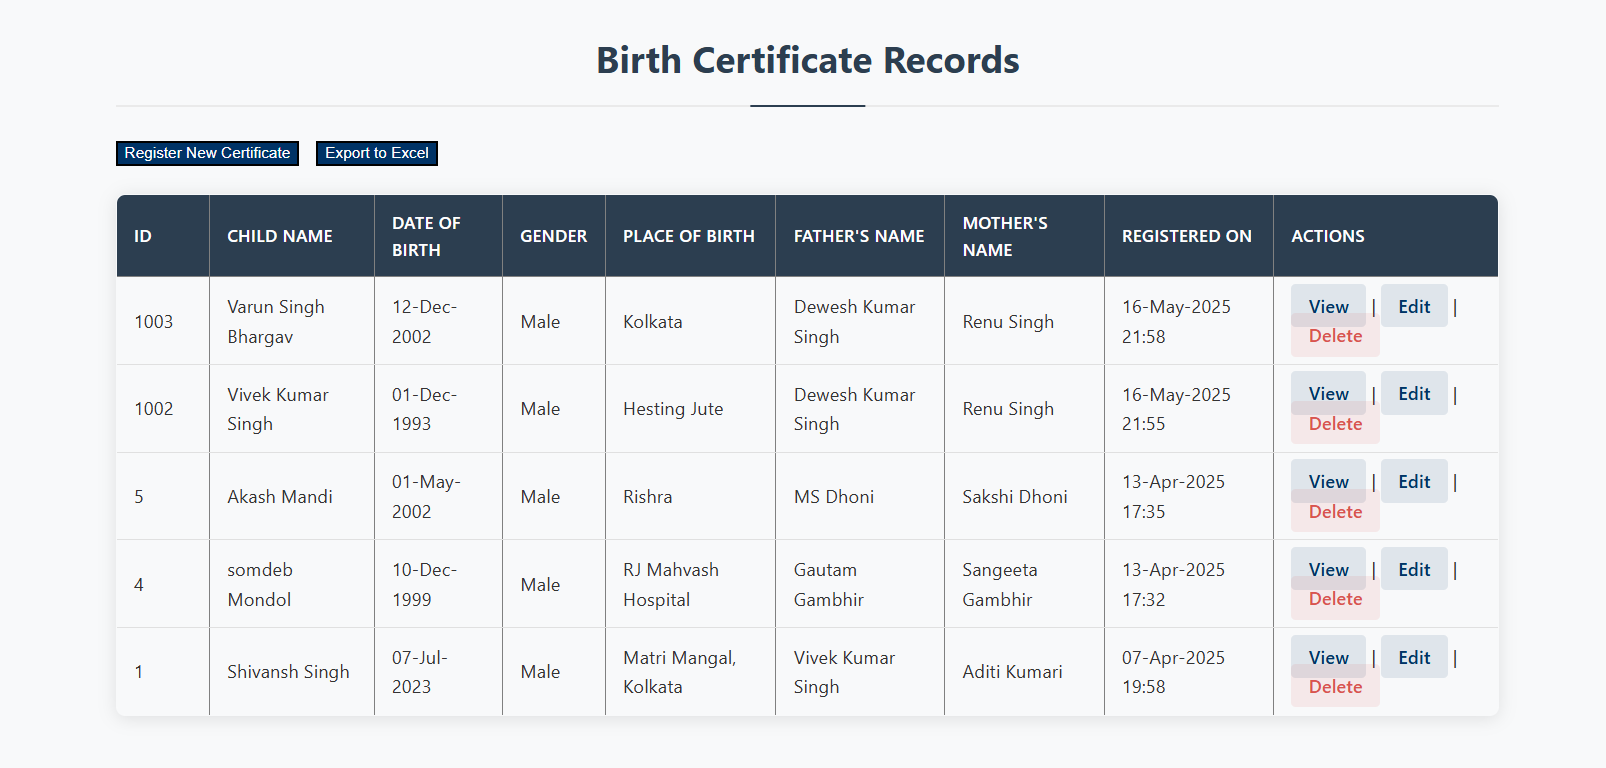 Birth Certificate Records
Register New Certificate Export to Excel
ID CHILD NAME DATE OF BIRTH GENDER PLACE OF BIRTH FATHER'S NAME MOTHER'S NAME REGISTERED ON ACTIONS
1003 Varun Singh Bhargav 12-Dec-2002 Male Kolkata Dewesh Kumar Singh Renu Singh 16-May-2025 21:58 View | Edit | Delete
1002 Vivek Kumar Singh 01-Dec-1993 Male Hesting Jute Dewesh Kumar Singh Renu Singh 16-May-2025 21:55 View | Edit | Delete
5 Akash Mandi 01-May-2002 Male Rishra MS Dhoni Sakshi Dhoni 13-Apr-2025 17:35 View | Edit | Delete
4 somdeb Mondol 10-Dec-1999 Male RJ Mahvash Hospital Gautam Gambhir Sangeeta Gambhir 13-Apr-2025 17:32 View | Edit | Delete
1 Shivansh Singh 07-Jul-2023 Male Matri Mangal, Kolkata Vivek Kumar Singh Aditi Kumari 07-Apr-2025 19:58 View | Edit | Delete